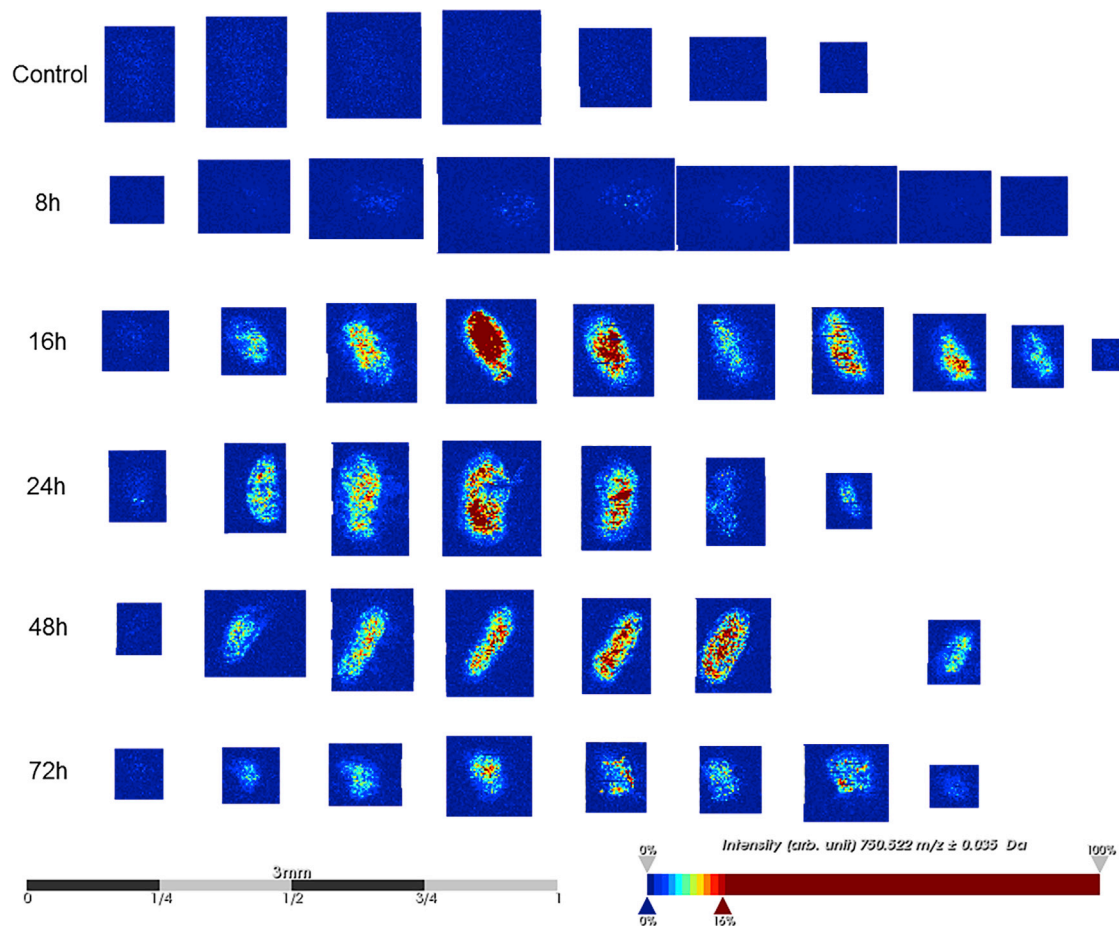 Control
8h
16h
24h
48h
72h
3mm
0 1/4 1/2 3/4 1
Intensity (arb. unit) 750.522 m/z ± 0.035 Da
0% 100%
0% 16%